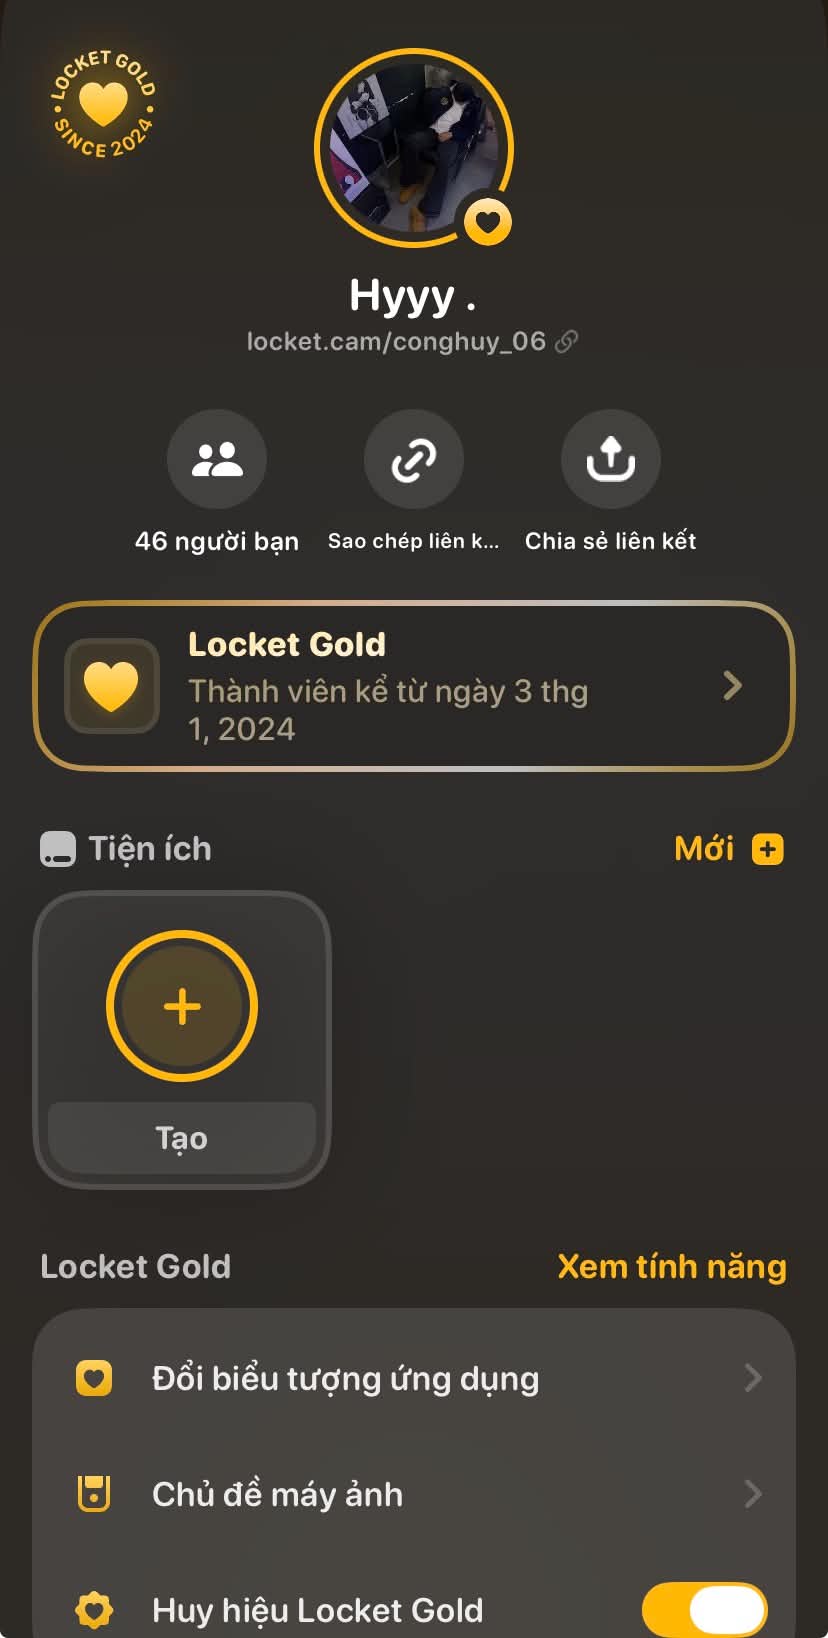 LOCKET GOLD
SINCE 2024
Hyyy .
locket.cam/conghuy_06
46 người bạn
Sao chép liên k...
Chia sẻ liên kết
Locket Gold
Thành viên kể từ ngày 3 thg
1, 2024
Tiện ích
Mới
Tạo
Locket Gold
Xem tính năng
Đổi biểu tượng ứng dụng
Chủ đề máy ảnh
Huy hiệu Locket Gold